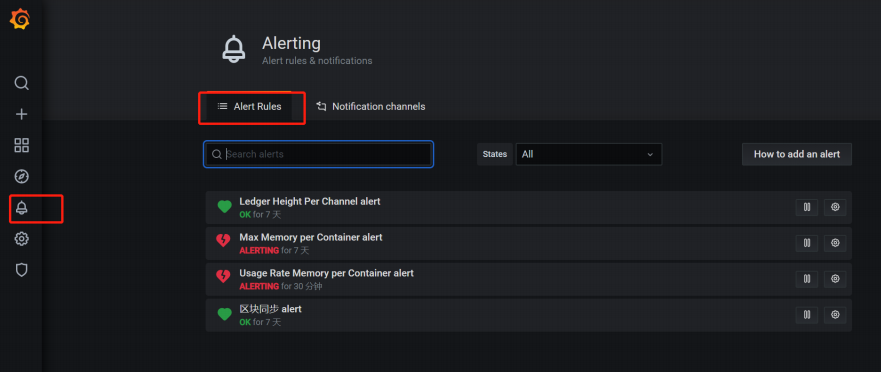 Alerting
Alert rules & notifications
Alert Rules
Notification channels
Search alerts
States
All
How to add an alert
Ledger Height Per Channel alert
OK for 7 天
Max Memory per Container alert
ALERTING for 7 天
Usage Rate Memory per Container alert
ALERTING for 30 分钟
区块同步 alert
OK for 7 天